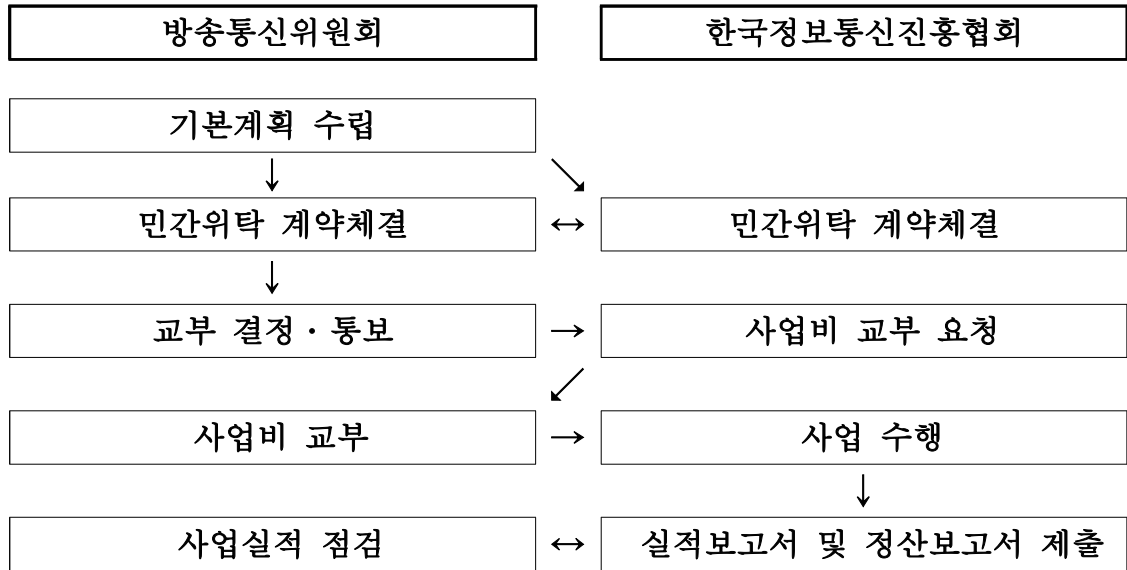 방송통신위원회 한국정보통신진흥협회
기본계획 수립
↓ ↘
민간위탁 계약체결 ↔ 민간위탁 계약체결
↓
교부 결정·통보 → 사업비 교부 요청
↙
사업비 교부 → 사업 수행
↓
사업실적 점검 ↔ 실적보고서 및 정산보고서 제출